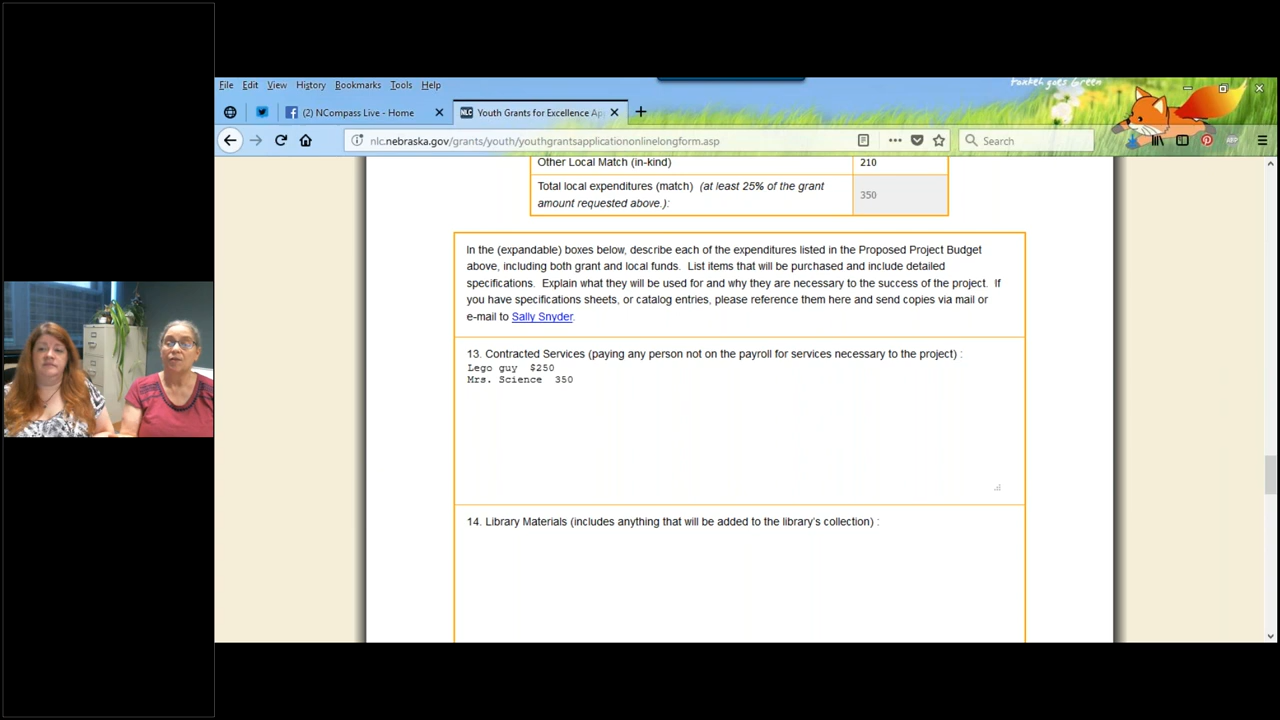 Foxkeh goes Green
File Edit View History Bookmarks Tools Help
(2) NCompass Live - Home
NLC Youth Grants for Excellence Ap
nlc.nebraska.gov/grants/youth/youthgrantsapplicationonlinelongform.asp
Search
ABP
Other Local Match (in-kind) 210
Total local expenditures (match) (at least 25% of the grant 350
amount requested above.):
In the (expandable) boxes below, describe each of the expenditures listed in the Proposed Project Budget
above, including both grant and local funds. List items that will be purchased and include detailed
specifications. Explain what they will be used for and why they are necessary to the success of the project. If
you have specifications sheets, or catalog entries, please reference them here and send copies via mail or
e-mail to Sally Snyder.
13. Contracted Services (paying any person not on the payroll for services necessary to the project) :
Lego guy $250
Mrs. Science 350
14. Library Materials (includes anything that will be added to the library's collection) :